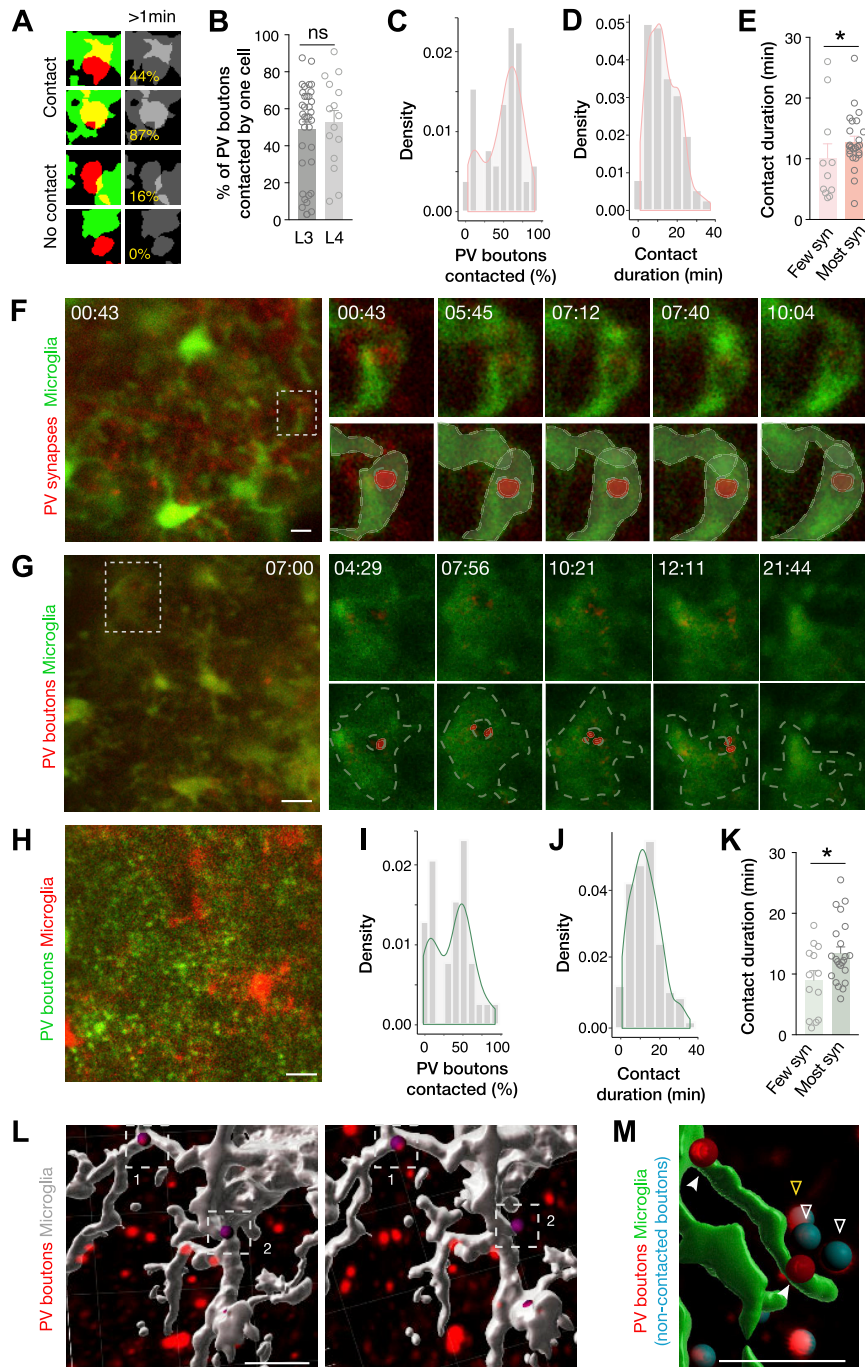 A
>1min
Contact
44%
87%
No contact
16%
0%
B
ns
% of PV boutons
contacted by one cell
100
80
60
40
20
0
L3 L4
C
Density
0.02
0.01
0.00
0 50 100
PV boutons
contacted (%)
D
Density
0.05
0.04
0.03
0.02
0.01
0.00
0 20 40
Contact
duration (min)
E
*
Contact duration (min)
30
20
10
0
Few syn
Most syn
F
PV synapses Microglia
00:43
00:43 05:45 07:12 07:40 10:04
G
PV boutons Microglia
07:00
04:29 07:56 10:21 12:11 21:44
H
PV boutons Microglia
I
Density
0.02
0.01
0.00
0 50 100
PV boutons
contacted (%)
J
Density
0.04
0.02
0.00
0 20 40
Contact
duration (min)
K
*
Contact duration (min)
30
20
10
0
Few syn
Most syn
L
PV boutons Microglia
1
2
1
2
M
PV boutons Microglia
(non-contacted boutons)